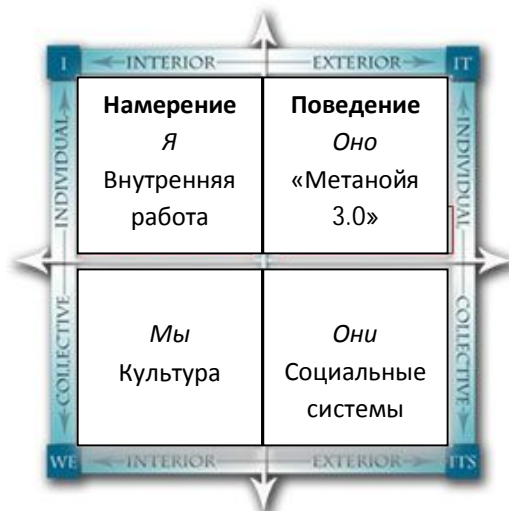 I INTERIOR EXTERIOR IT
INDIVIDUAL
Намерение
Я
Внутренняя
работа
Поведение
Оно
«Метанойя
3.0»
INDIVIDUAL
COLLECTIVE
Мы
Культура
Они
Социальные
системы
COLLECTIVE
WE INTERIOR EXTERIOR ITS